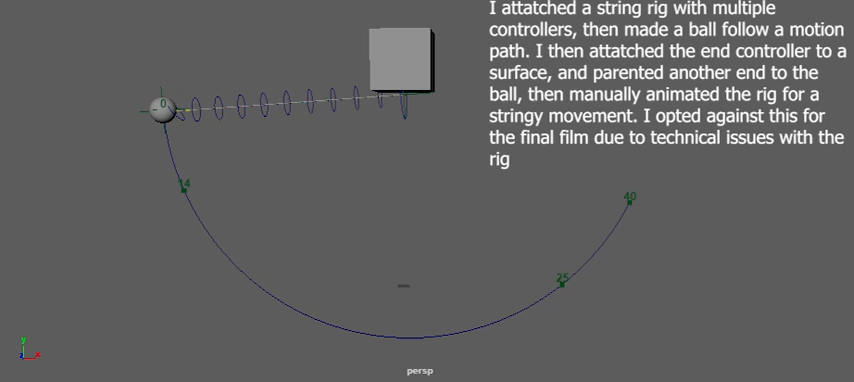 I attatched a string rig with multiple
controllers, then made a ball follow a motion
path. I then attatched the end controller to a
surface, and parented another end to the
ball, then manually animated the rig for a
stringy movement. I opted against this for
the final film due to technical issues with the
rig
0
14
40
25
y
z x
persp